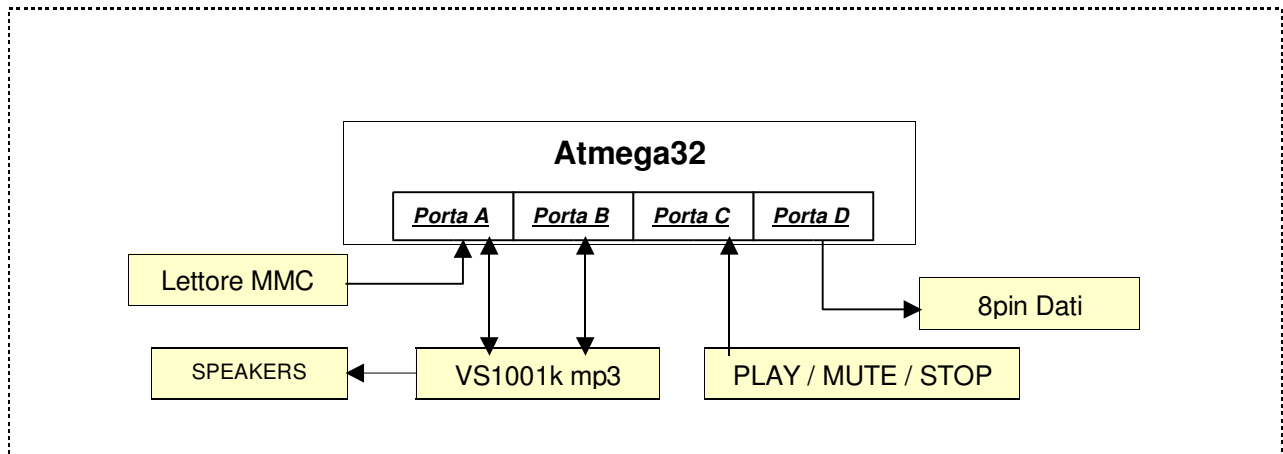 Atmega32
Porta A
Porta B
Porta C
Porta D
Lettore MMC
8pin Dati
SPEAKERS
VS1001k mp3
PLAY / MUTE / STOP